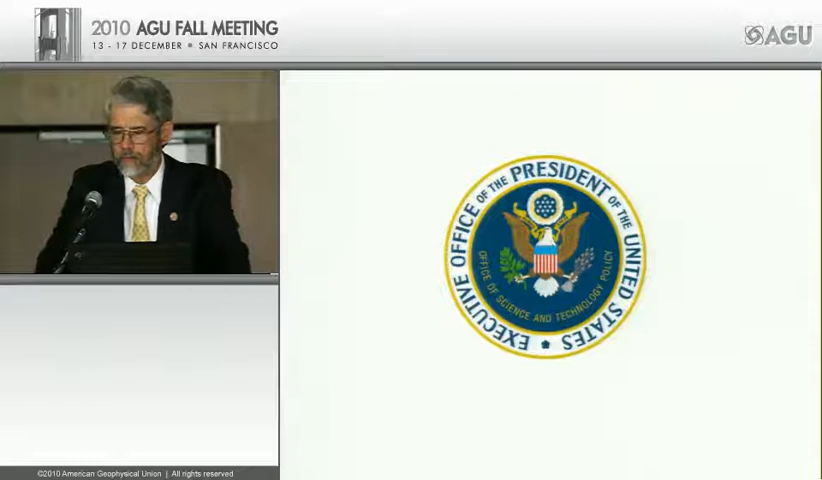 2010 AGU FALL MEETING
13 - 17 DECEMBER SAN FRANCISCO
AGU
EXECUTIVE OFFICE OF THE PRESIDENT OF THE UNITED STATES
OFFICE OF SCIENCE AND TECHNOLOGY POLICY
©2010 American Geophysical Union | All rights reserved